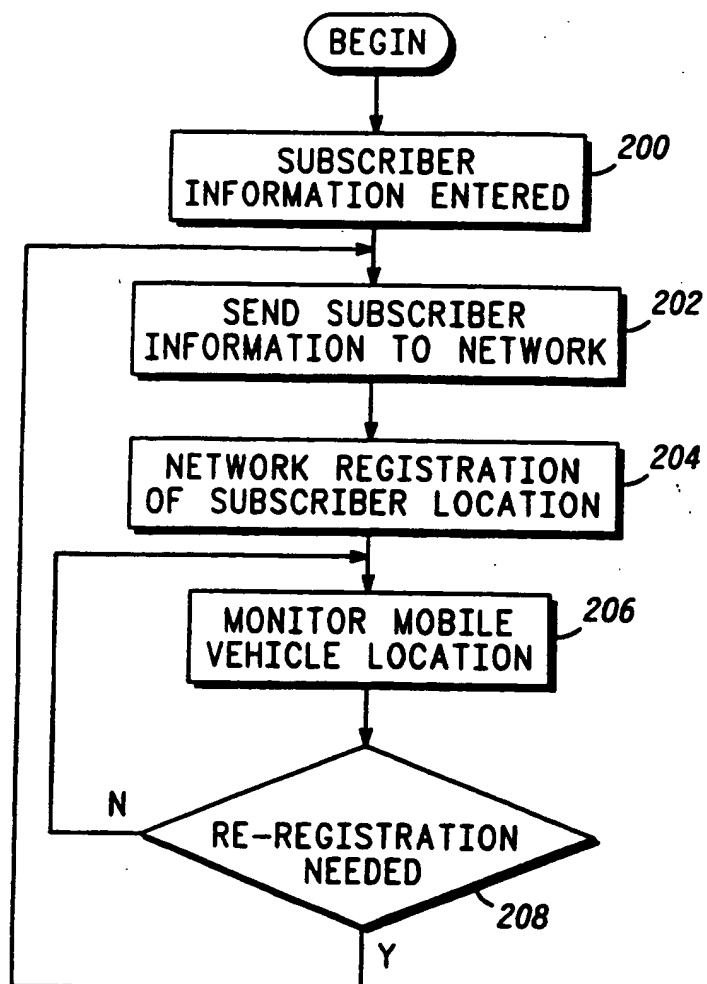 BEGIN
SUBSCRIBER
INFORMATION ENTERED
200
SEND SUBSCRIBER
INFORMATION TO NETWORK
202
NETWORK REGISTRATION
OF SUBSCRIBER LOCATION
204
MONITOR MOBILE
VEHICLE LOCATION
206
N
RE-REGISTRATION
NEEDED
208
Y